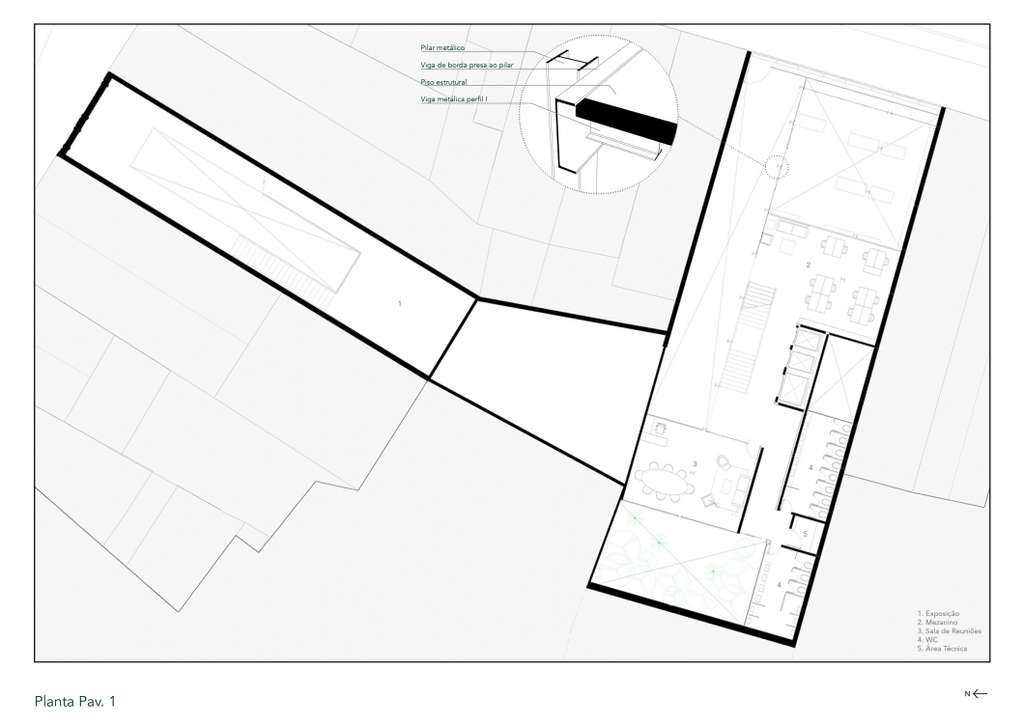 Pilar metálico
Viga de borda presa ao pilar
Piso estrutural
Viga metálica perfil I
2
1
3
4
5
4
1. Exposição
2. Mezanino
3. Sala de Reuniões
4. WC
5. Área Técnica
Planta Pav. 1
N